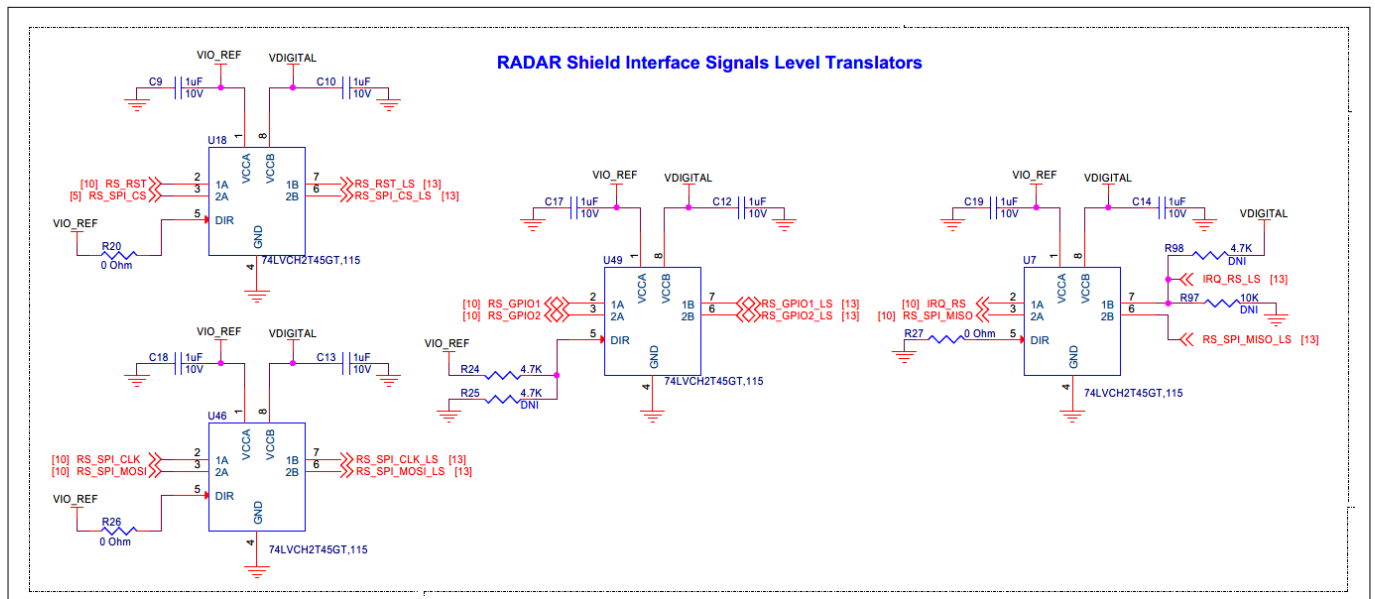 RADAR Shield Interface Signals Level Translators
VIO_REF
VDIGITAL
C9
1uF
10V
C10
1uF
10V
U18
1
8
VCCA
VCCB
[10] RS_RST
2
1A
1B
7
RS_RST_LS [13]
[5] RS_SPI_CS
3
2A
2B
6
RS_SPI_CS_LS [13]
VIO_REF
5
DIR
R20
0 Ohm
GND
4
74LVCH2T45GT,115
VIO_REF
VDIGITAL
C18
1uF
10V
C13
1uF
10V
U46
1
8
VCCA
VCCB
[10] RS_SPI_CLK
2
1A
1B
7
RS_SPI_CLK_LS [13]
[10] RS_SPI_MOSI
3
2A
2B
6
RS_SPI_MOSI_LS [13]
VIO_REF
5
DIR
R26
0 Ohm
GND
4
74LVCH2T45GT,115
VIO_REF
VDIGITAL
C17
1uF
10V
C12
1uF
10V
U49
1
8
VCCA
VCCB
[10] RS_GPIO1
2
1A
1B
7
RS_GPIO1_LS [13]
[10] RS_GPIO2
3
2A
2B
6
RS_GPIO2_LS [13]
VIO_REF
5
DIR
R24
4.7K
R25
4.7K
DNI
GND
4
74LVCH2T45GT,115
VIO_REF
VDIGITAL
C19
1uF
10V
C14
1uF
10V
VDIGITAL
R98
4.7K
DNI
U7
1
8
VCCA
VCCB
IRQ_RS_LS [13]
[10] IRQ_RS
2
1A
1B
7
R97
10K
DNI
[10] RS_SPI_MISO
3
2A
2B
6
R27
0 Ohm
5
DIR
RS_SPI_MISO_LS [13]
GND
4
74LVCH2T45GT,115